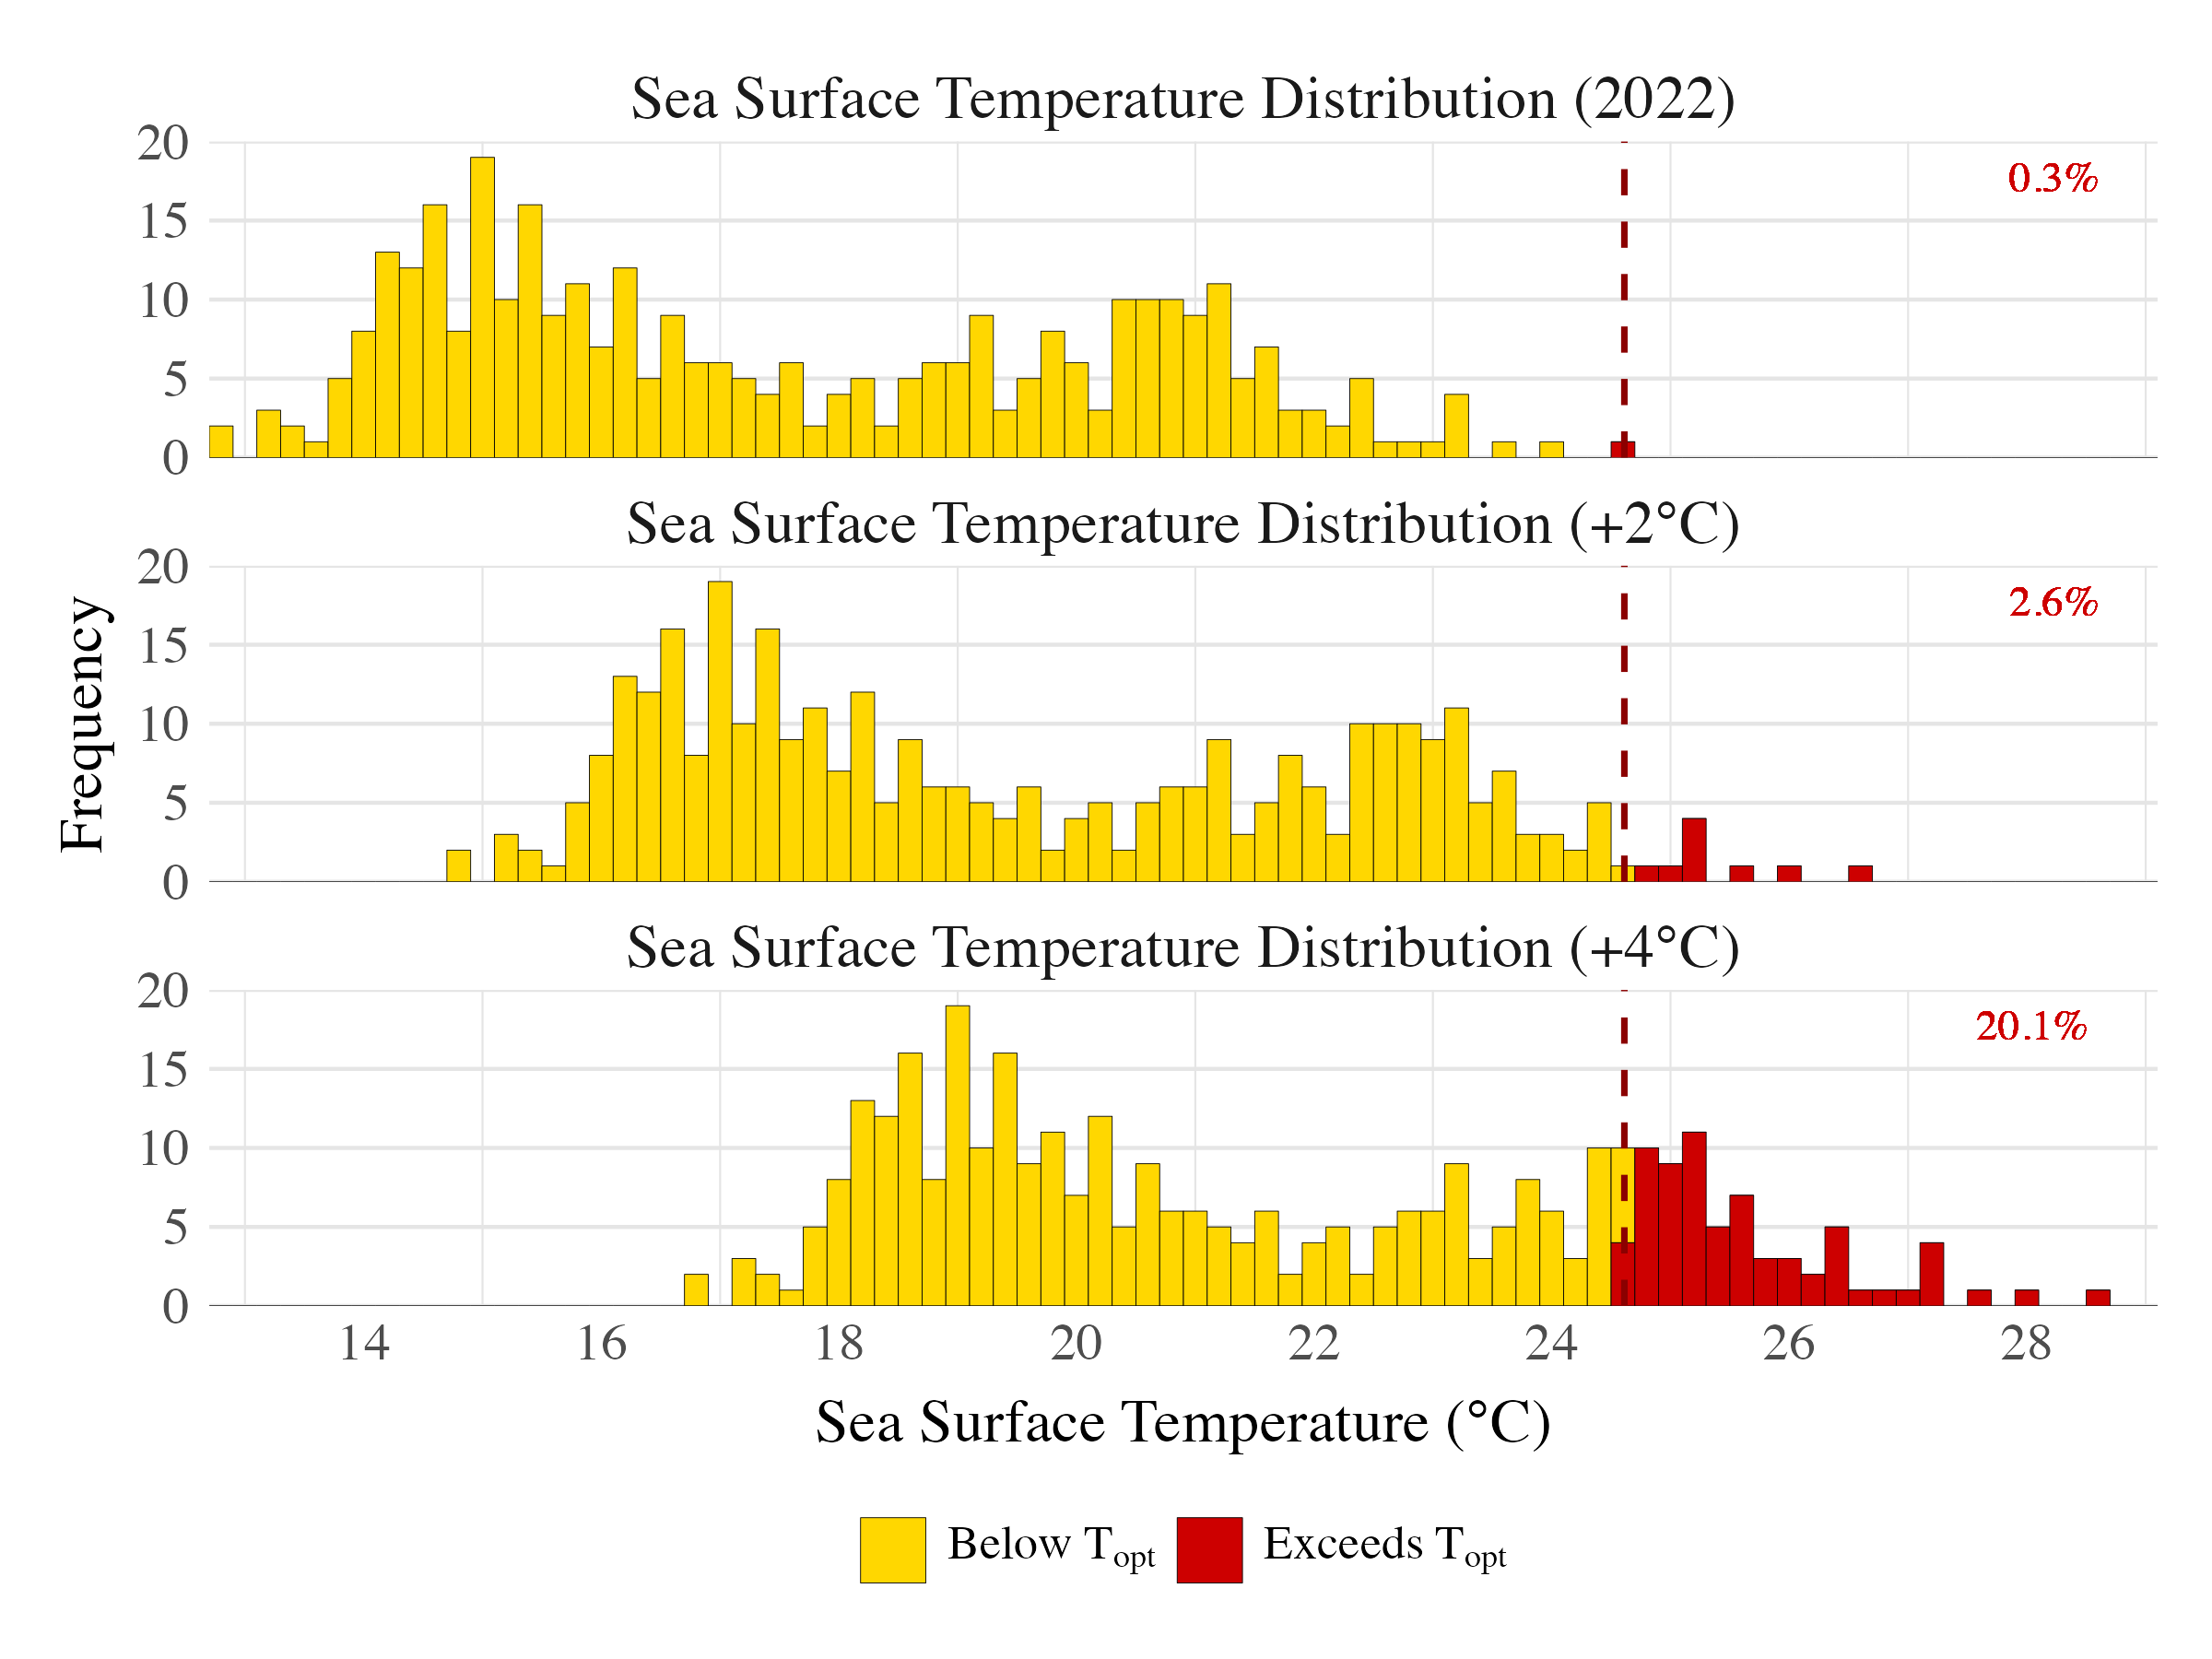 Sea Surface Temperature Distribution (2022)
20
0.3%
15
10
5
0
Sea Surface Temperature Distribution (+2°C)
20
2.6%
15
10
5
0
Frequency
Sea Surface Temperature Distribution (+4°C)
20
20.1%
15
10
5
0
14 16 18 20 22 24 26 28
Sea Surface Temperature (°C)
Below Topt Exceeds Topt